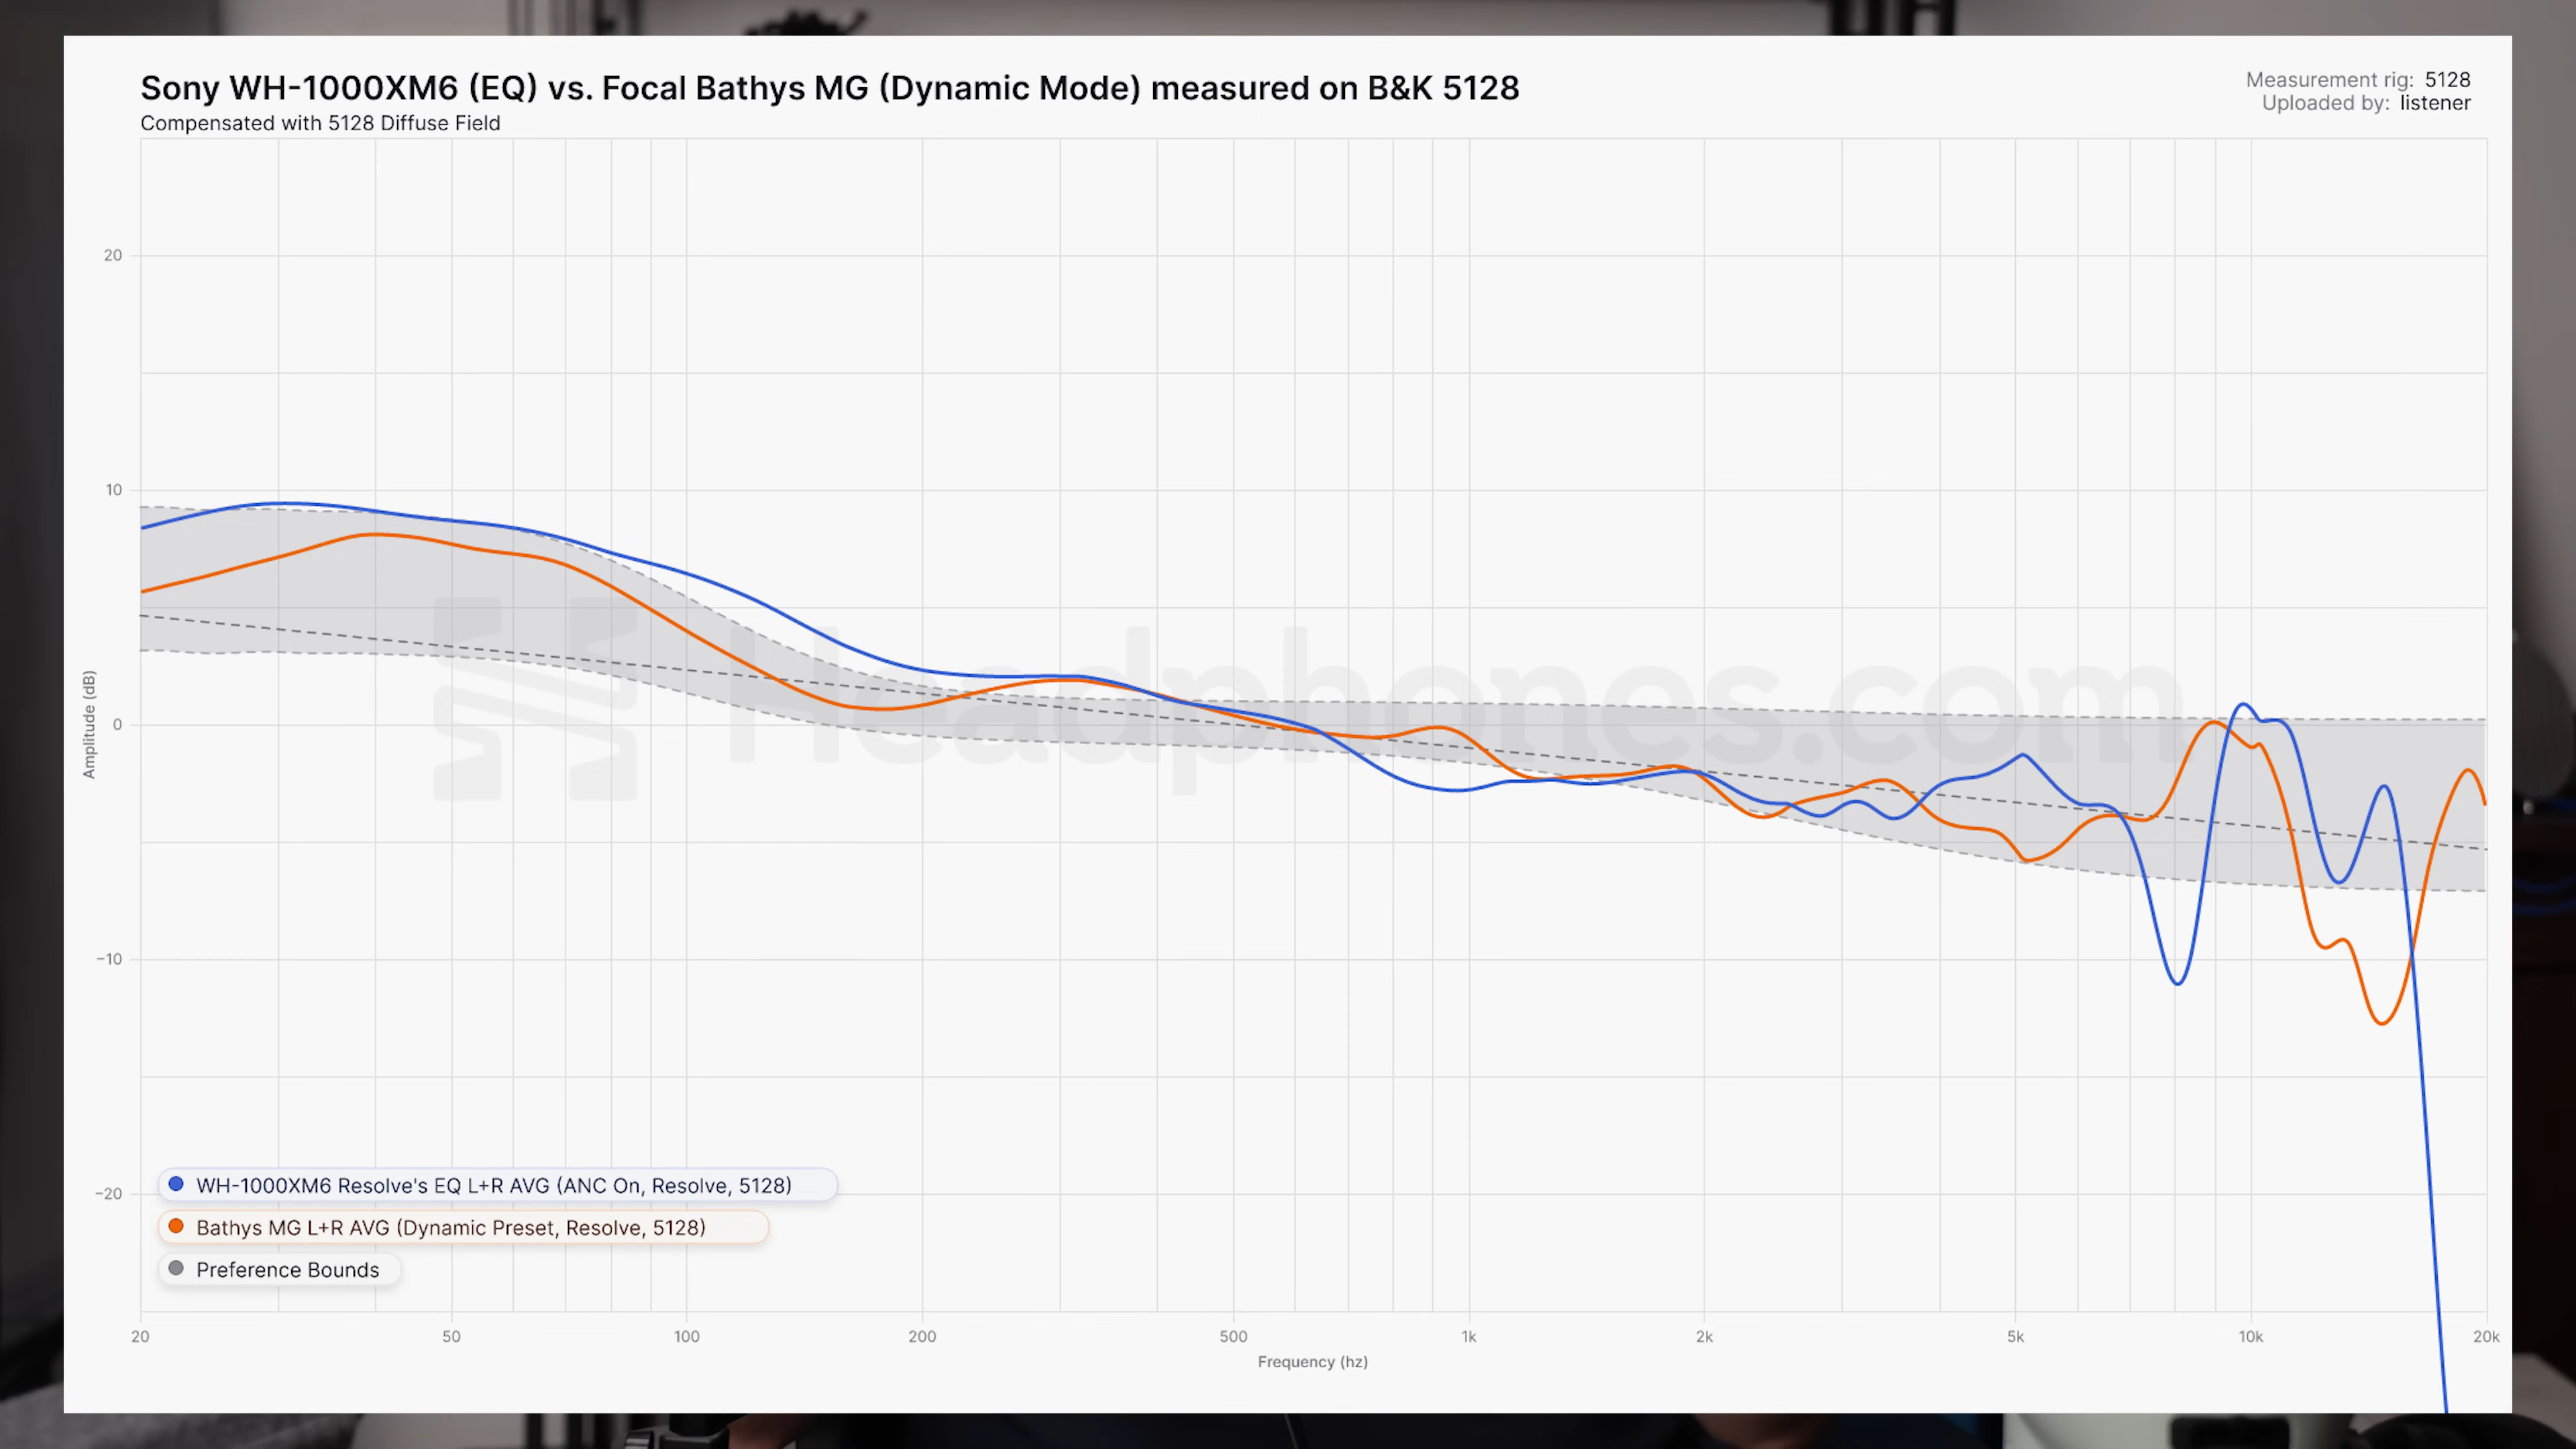 Sony WH-1000XM6 (EQ) vs. Focal Bathys MG (Dynamic Mode) measured on B&K 5128
Compensated with 5128 Diffuse Field
Measurement rig: 5128
Uploaded by: listener
20
10
0
−10
−20
Amplitude (dB)
Headphones.com
WH-1000XM6 Resolve's EQ L+R AVG (ANC On, Resolve, 5128)
Bathys MG L+R AVG (Dynamic Preset, Resolve, 5128)
Preference Bounds
20 50 100 200 500 1k 2k 5k 10k 20k
Frequency (hz)